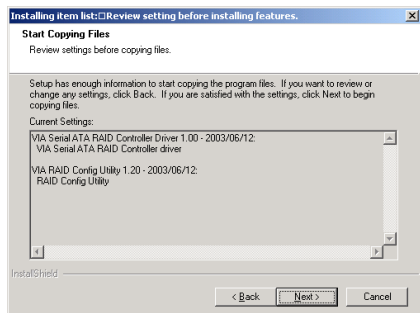 Installing item list:□Review setting before installing features.
Start Copying Files
Review settings before copying files.
Setup has enough information to start copying the program files. If you want to review or
change any settings, click Back. If you are satisfied with the settings, click Next to begin
copying files.
Current Settings:
VIA Serial ATA RAID Controller Driver 1.00 - 2003/06/12:
VIA Serial ATA RAID Controller driver
VIA RAID Config Utility 1.20 - 2003/06/12:
RAID Config Utility
InstallShield
< Back
Next >
Cancel